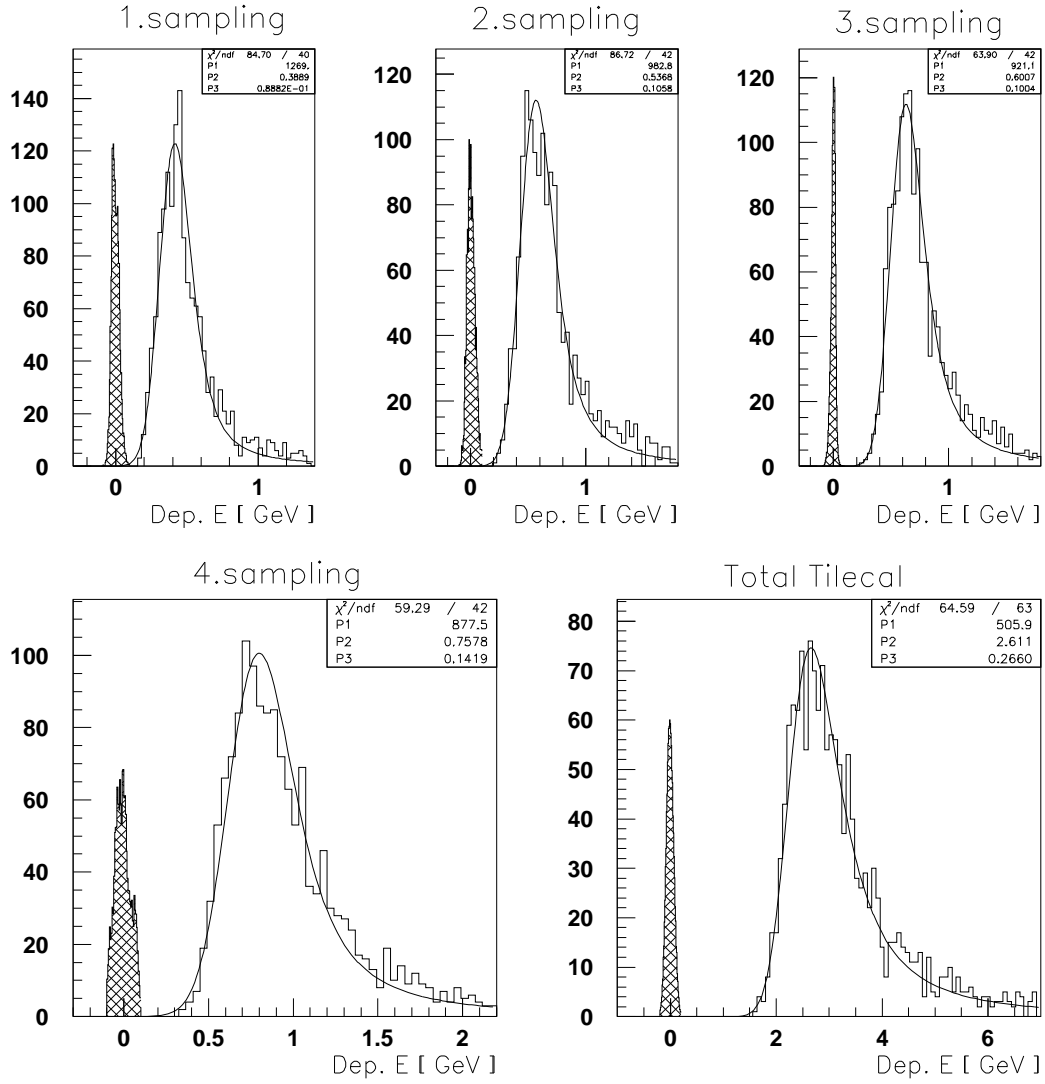 1.sampling
χ²/ndf 84.70 / 40
P1 1269.
P2 0.3889
P3 0.8882E-01
140
120
100
80
60
40
20
0
0 1
Dep. E [ GeV ]
2.sampling
χ²/ndf 86.72 / 42
P1 982.8
P2 0.5368
P3 0.1058
120
100
80
60
40
20
0
0 1
Dep. E [ GeV ]
3.sampling
χ²/ndf 63.90 / 42
P1 921.1
P2 0.6007
P3 0.1004
120
100
80
60
40
20
0
0 1
Dep. E [ GeV ]
4.sampling
χ²/ndf 59.29 / 42
P1 877.5
P2 0.7578
P3 0.1419
100
80
60
40
20
0
0 0.5 1 1.5 2
Dep. E [ GeV ]
Total Tilecal
χ²/ndf 64.59 / 63
P1 505.9
P2 2.611
P3 0.2660
80
70
60
50
40
30
20
10
0
0 2 4 6
Dep. E [ GeV ]